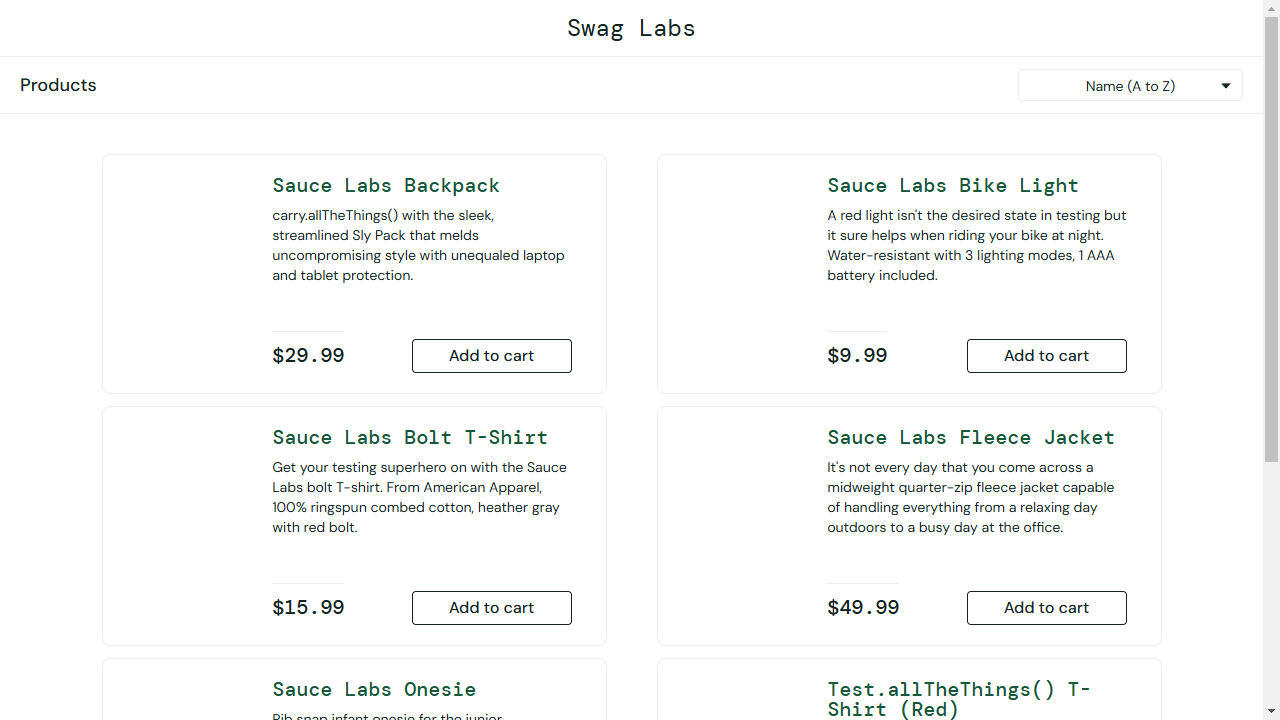 Swag Labs
Products
Name (A to Z)
Sauce Labs Backpack
carry.allTheThings() with the sleek,
streamlined Sly Pack that melds
uncompromising style with unequaled laptop
and tablet protection.
$29.99
Add to cart
Sauce Labs Bike Light
A red light isn't the desired state in testing but
it sure helps when riding your bike at night.
Water-resistant with 3 lighting modes, 1 AAA
battery included.
$9.99
Add to cart
Sauce Labs Bolt T-Shirt
Get your testing superhero on with the Sauce
Labs bolt T-shirt. From American Apparel,
100% ringspun combed cotton, heather gray
with red bolt.
$15.99
Add to cart
Sauce Labs Fleece Jacket
It's not every day that you come across a
midweight quarter-zip fleece jacket capable
of handling everything from a relaxing day
outdoors to a busy day at the office.
$49.99
Add to cart
Sauce Labs Onesie
Rib snap infant onesie for the junior
Test.allTheThings() T-
Shirt (Red)